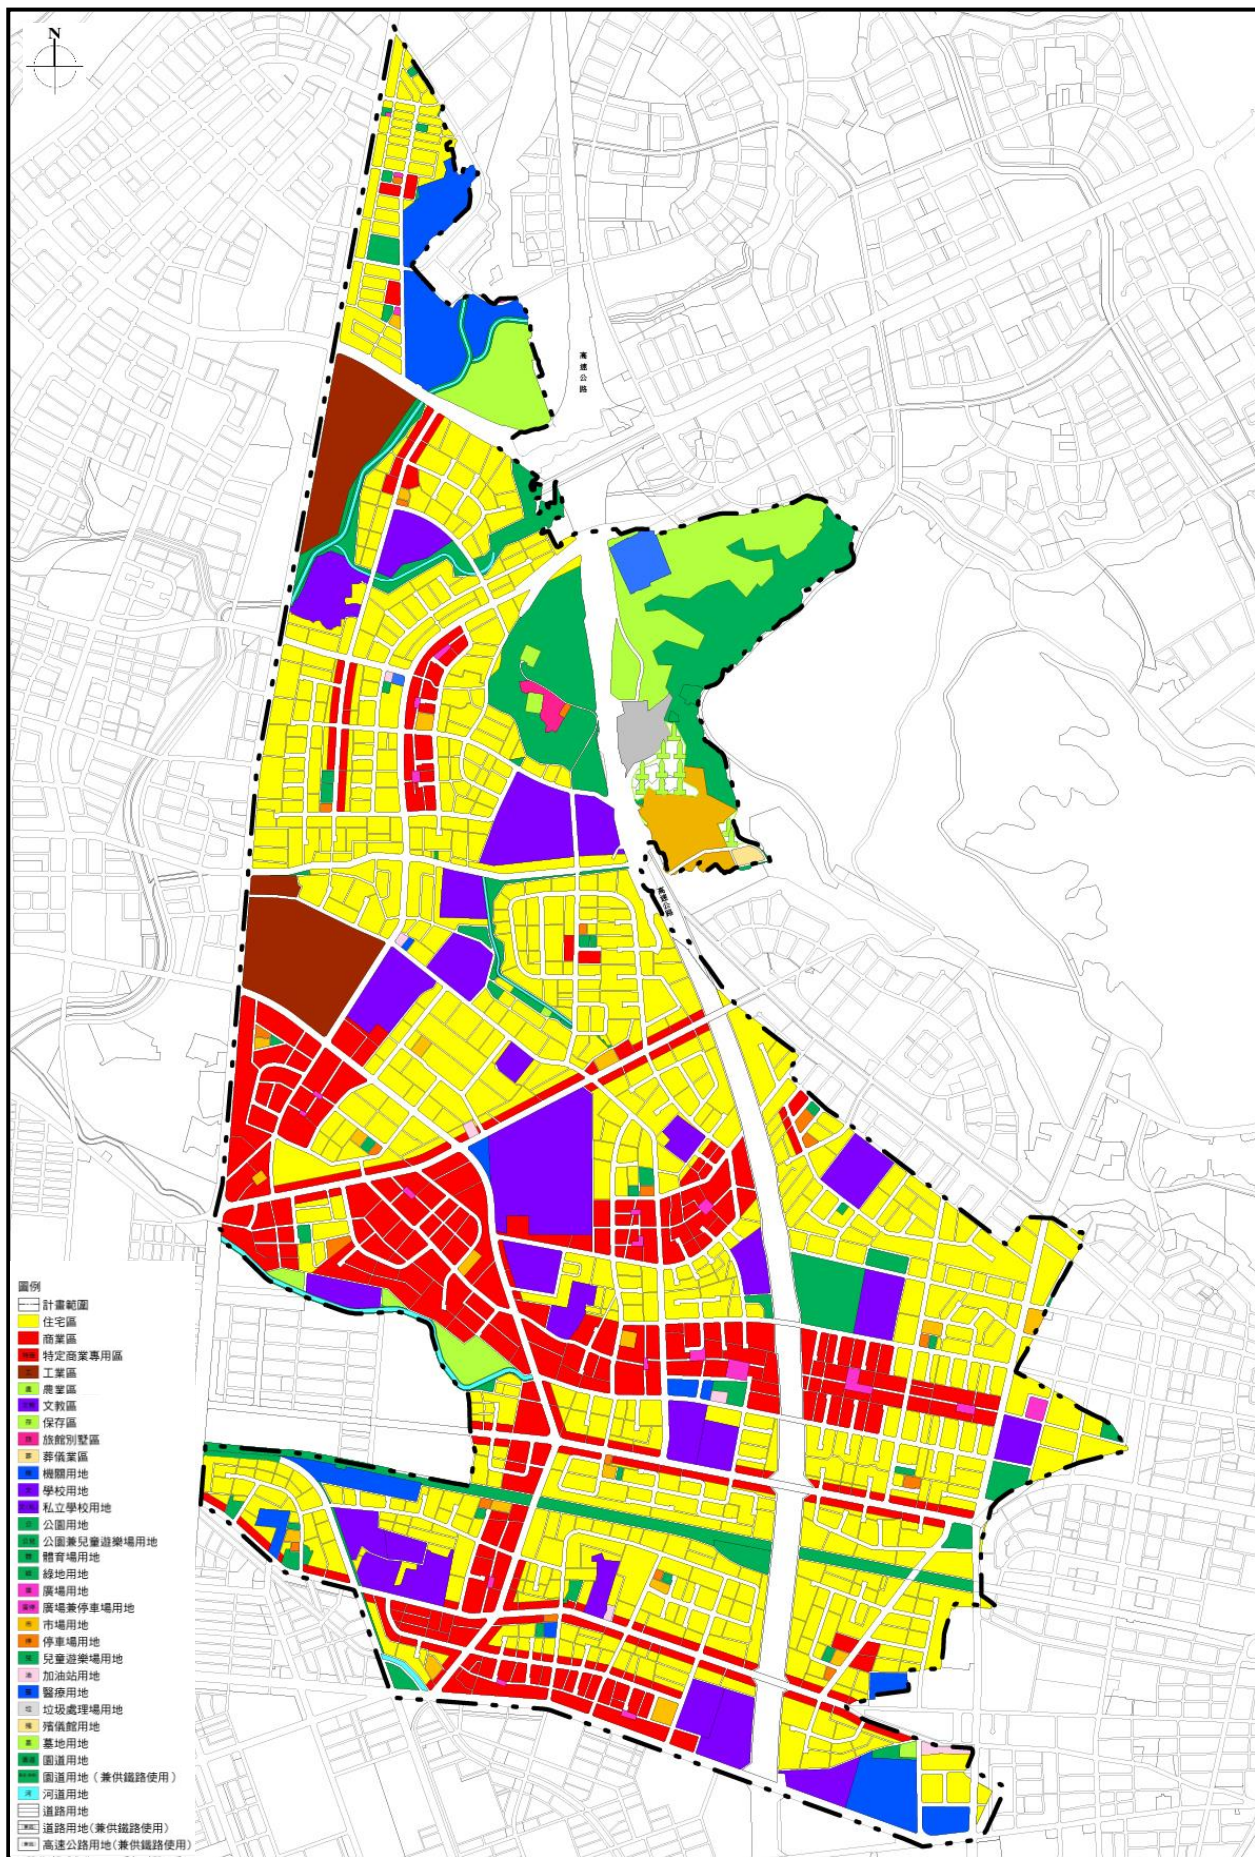 N
高速公路
高速公路
圖例
計畫範圍
住宅區
商業區
特定商業專用區
工業區
農業區
文教區
保存區
旅館別墅區
葬儀業區
機關用地
學校用地
私立學校用地
公園用地
公園兼兒童遊樂場用地
體育場用地
綠地用地
廣場用地
廣場兼停車場用地
市場用地
停車場用地
兒童遊樂場用地
加油站用地
醫療用地
垃圾處理場用地
殯儀館用地
墓地用地
園道用地
園道用地（兼供鐵路使用）
河道用地
道路用地
道路用地(兼供鐵路使用)
高速公路用地(兼供鐵路使用)